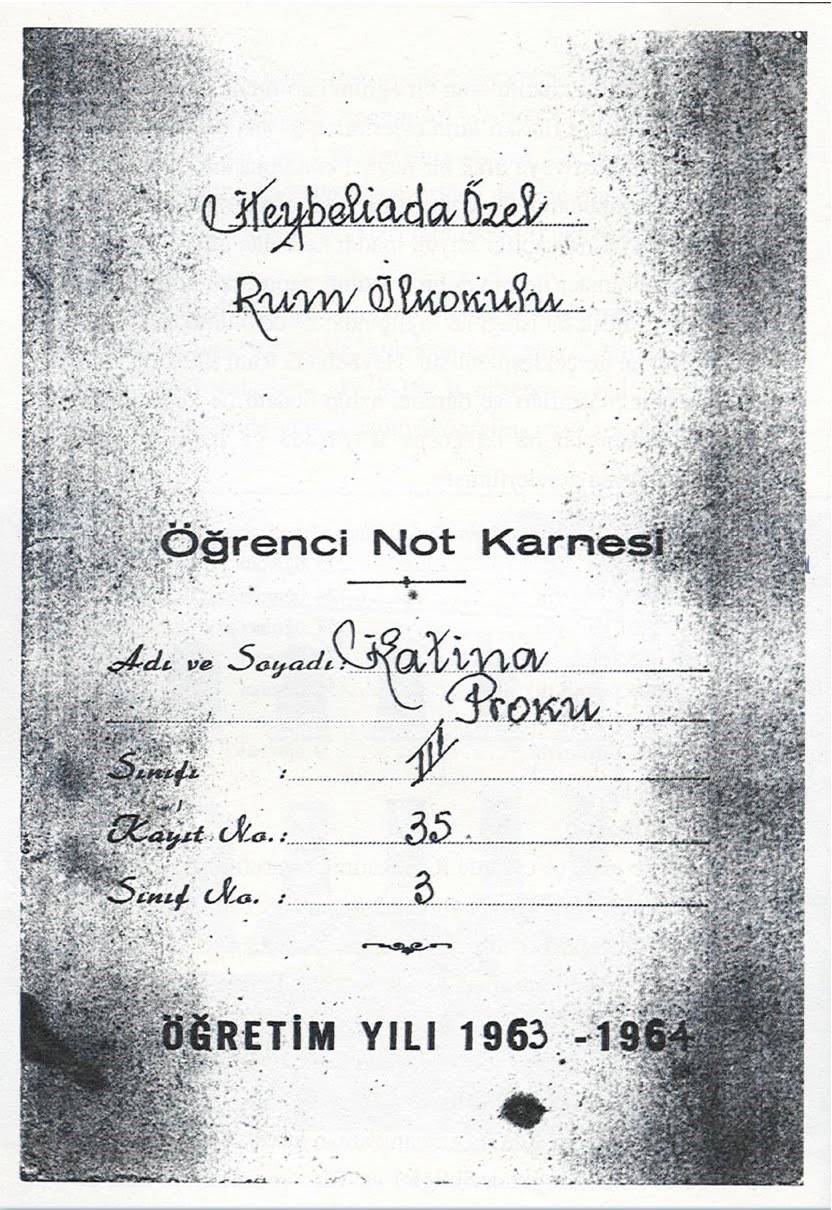 Heybeliada Özel
Rum İlkokulu
Öğrenci Not Karnesi
Adı ve Soyadı: Katina
Proku
Sınıfı : III
Kayıt No.: 35.
Sınıf No. : 3
ÖĞRETİM YILI 1963 - 1964